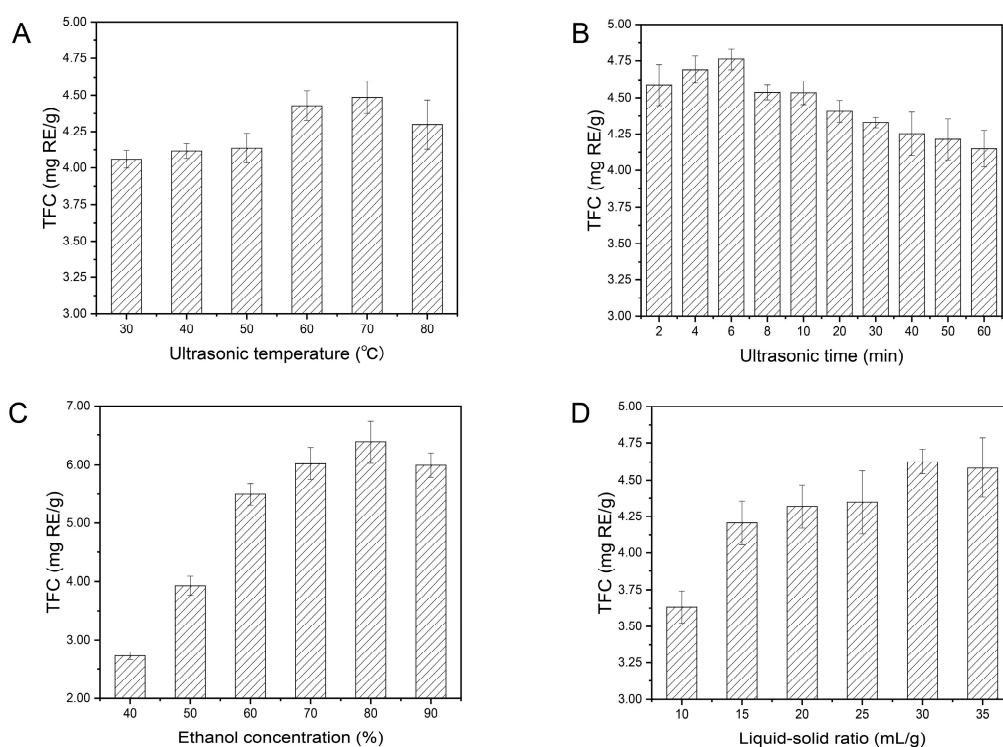 A
5.00
4.75
4.50
4.25
4.00
3.75
3.50
3.25
3.00
TFC (mg RE/g)
30 40 50 60 70 80
Ultrasonic temperature (℃)
B
5.00
4.75
4.50
4.25
4.00
3.75
3.50
3.25
3.00
TFC (mg RE/g)
2 4 6 8 10 20 30 40 50 60
Ultrasonic time (min)
C
7.00
6.00
5.00
4.00
3.00
2.00
TFC (mg RE/g)
40 50 60 70 80 90
Ethanol concentration (%)
D
5.00
4.75
4.50
4.25
4.00
3.75
3.50
3.25
3.00
TFC (mg RE/g)
10 15 20 25 30 35
Liquid-solid ratio (mL/g)